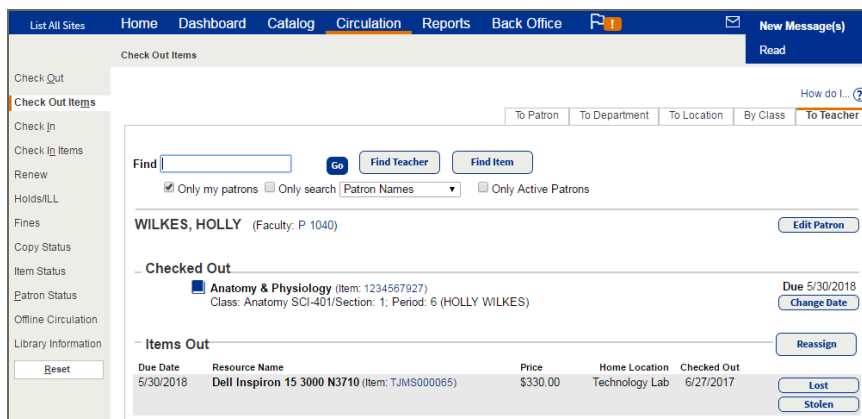 List All Sites Home Dashboard Catalog Circulation Reports Back Office ! New Message(s)
Read
Check Out Items
Check Out
Check Out Items
Check In
Check In Items
Renew
Holds/ILL
Fines
Copy Status
Item Status
Patron Status
Offline Circulation
Library Information
Reset
How do I... ?
To Patron To Department To Location By Class To Teacher
Find Go Find Teacher Find Item
Only my patrons Only search Patron Names Only Active Patrons
WILKES, HOLLY (Faculty: P 1040) Edit Patron
Checked Out
Anatomy & Physiology (Item: 1234567927) Due 5/30/2018
Class: Anatomy SCI-401/Section: 1; Period: 6 (HOLLY WILKES) Change Date
Items Out Reassign
Due Date Resource Name Price Home Location Checked Out
5/30/2018 Dell Inspiron 15 3000 N3710 (Item: TJMS000065) $330.00 Technology Lab 6/27/2017 Lost
Stolen